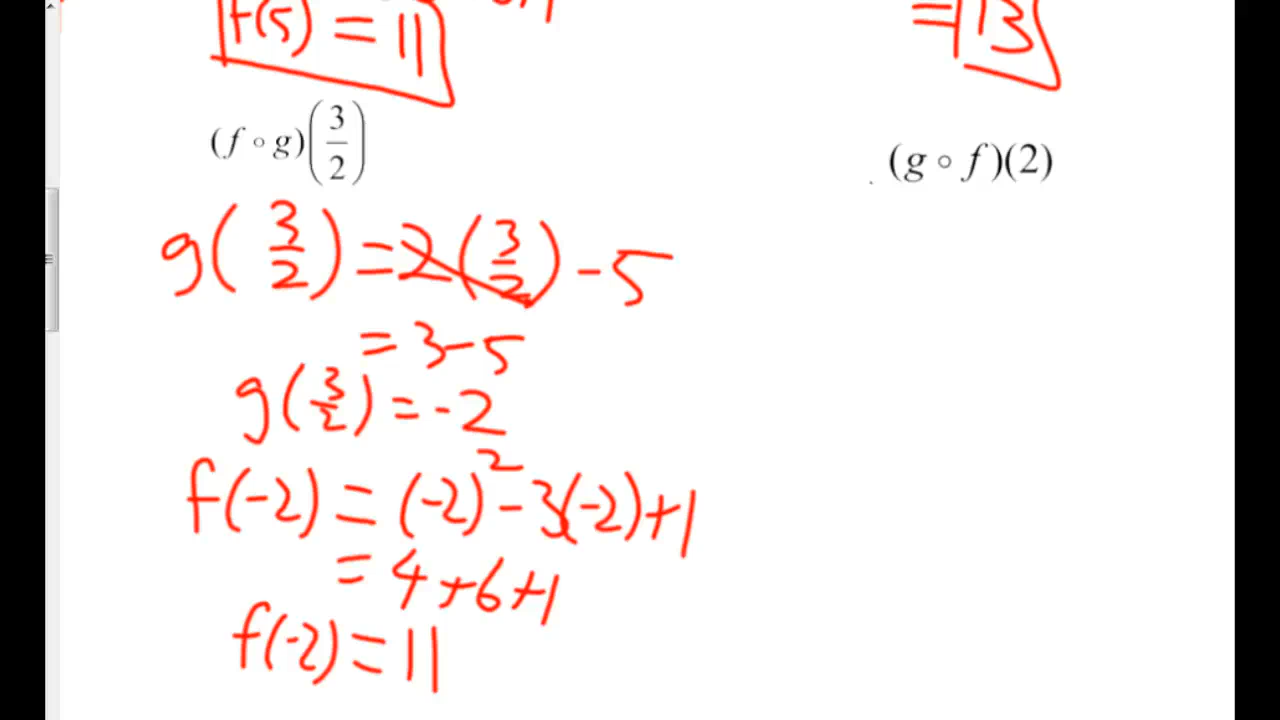 f(5) = 11
= 13
(f ∘ g)(3/2)
(g ∘ f)(2)
g(3/2) = 2(3/2) - 5
= 3 - 5
g(3/2) = -2
f(-2) = (-2)² - 3(-2) + 1
= 4 + 6 + 1
f(-2) = 11